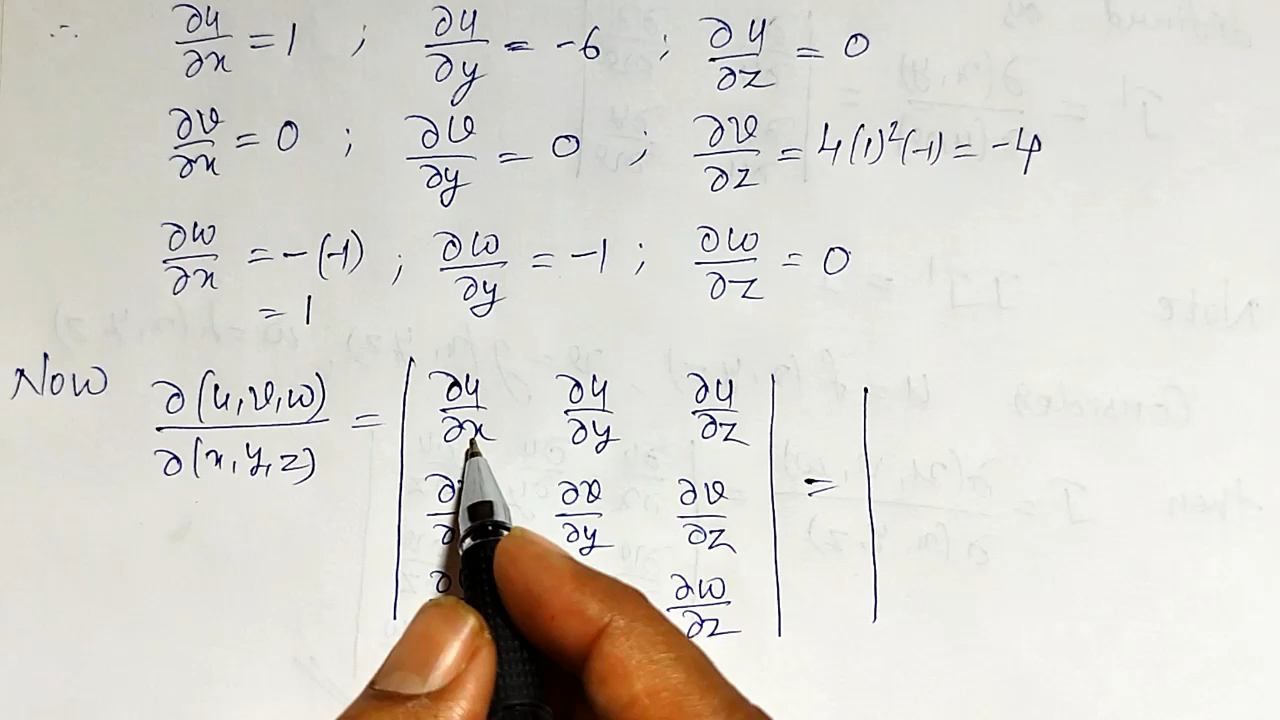 ∴ ∂u/∂x = 1 ; ∂u/∂y = -6 ; ∂u/∂z = 0
∂v/∂x = 0 ; ∂v/∂y = 0 ; ∂v/∂z = 4(1)²(-1) = -4
∂w/∂x = -(-1) ; ∂w/∂y = -1 ; ∂w/∂z = 0
= 1
Now ∂(u,v,w)/∂(x,y,z) = | ∂u/∂x ∂u/∂y ∂u/∂z | = |
∂v/∂y ∂v/∂z
∂w/∂z